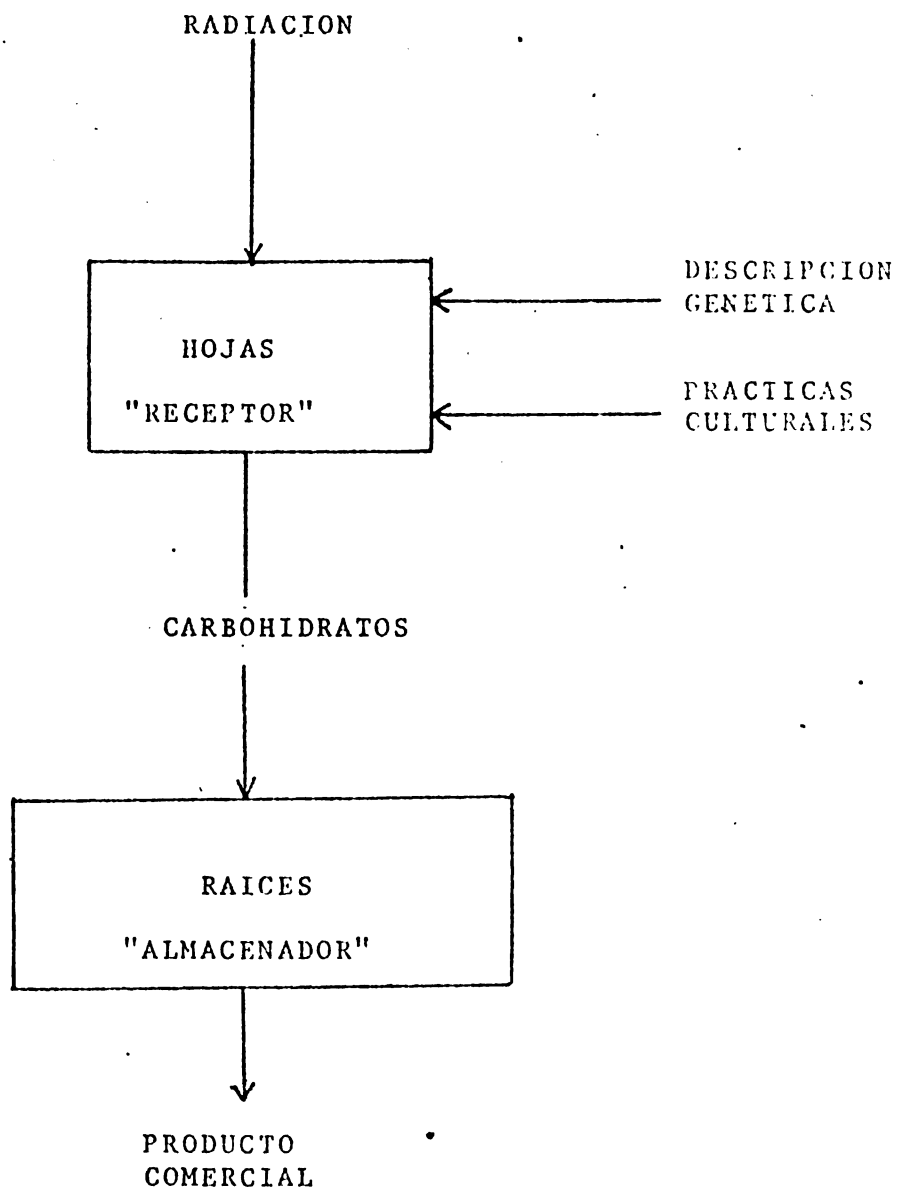 RADIACION
DESCRIPCION
GENETICA
HOJAS
"RECEPTOR"
PRACTICAS
CULTURALES
CARBOHIDRATOS
RAICES
"ALMACENADOR"
PRODUCTO
COMERCIAL